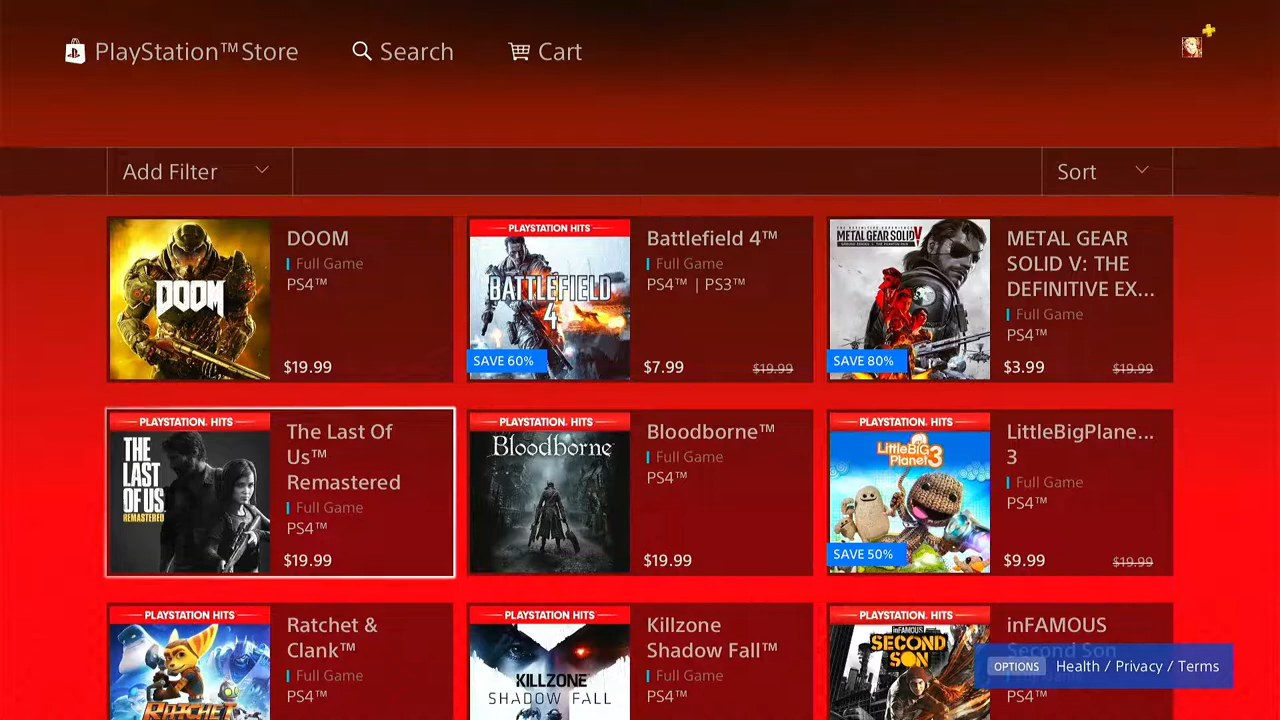 PlayStation™Store
Search
Cart
Add Filter
Sort
DOOM
DOOM
Full Game
PS4™
$19.99
PLAYSTATION HITS
BATTLEFIELD
4
SAVE 60%
Battlefield 4™
Full Game
PS4™ | PS3™
$7.99
$19.99
METAL GEAR SOLID V
SAVE 80%
METAL GEAR
SOLID V: THE
DEFINITIVE EX...
Full Game
PS4™
$3.99
$19.99
PLAYSTATION HITS
THE
LAST
OF US
REMASTERED
The Last Of
Us™
Remastered
Full Game
PS4™
$19.99
PLAYSTATION HITS
Bloodborne
Bloodborne™
Full Game
PS4™
$19.99
PLAYSTATION HITS
LittleBIG
Planet 3
SAVE 50%
LittleBigPlane...
3
Full Game
PS4™
$9.99
$19.99
PLAYSTATION HITS
RATCHET
Ratchet &
Clank™
Full Game
PS4™
PLAYSTATION HITS
KILLZONE
SHADOW FALL
Killzone
Shadow Fall™
Full Game
PS4™
PLAYSTATION HITS
inFAMOUS
SECOND
SON
inFAMOUS
Second Son
PS4™
OPTIONS Health / Privacy / Terms